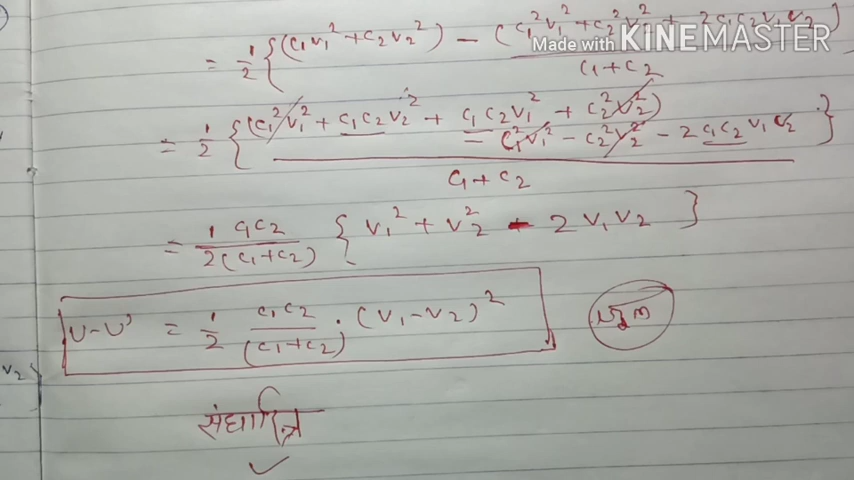 = 1/2 {(c₁v₁² + c₂v₂²) − (c₁²v₁² + c₂²v₂² + 2c₁c₂v₁v₂)/(c₁+c₂)}
Made with KINEMASTER
= 1/2 {(c₁²v₁² + c₁c₂v₂² + c₁c₂v₁² + c₂²v₂²)
− c₁²v₁² − c₂²v₂² − 2c₁c₂v₁v₂}
c₁+c₂
= 1 c₁c₂/2(c₁+c₂) {v₁² + v₂² - 2v₁v₂}
U-U' = 1/2 c₁c₂/(c₁+c₂) . (v₁-v₂)²
v₂